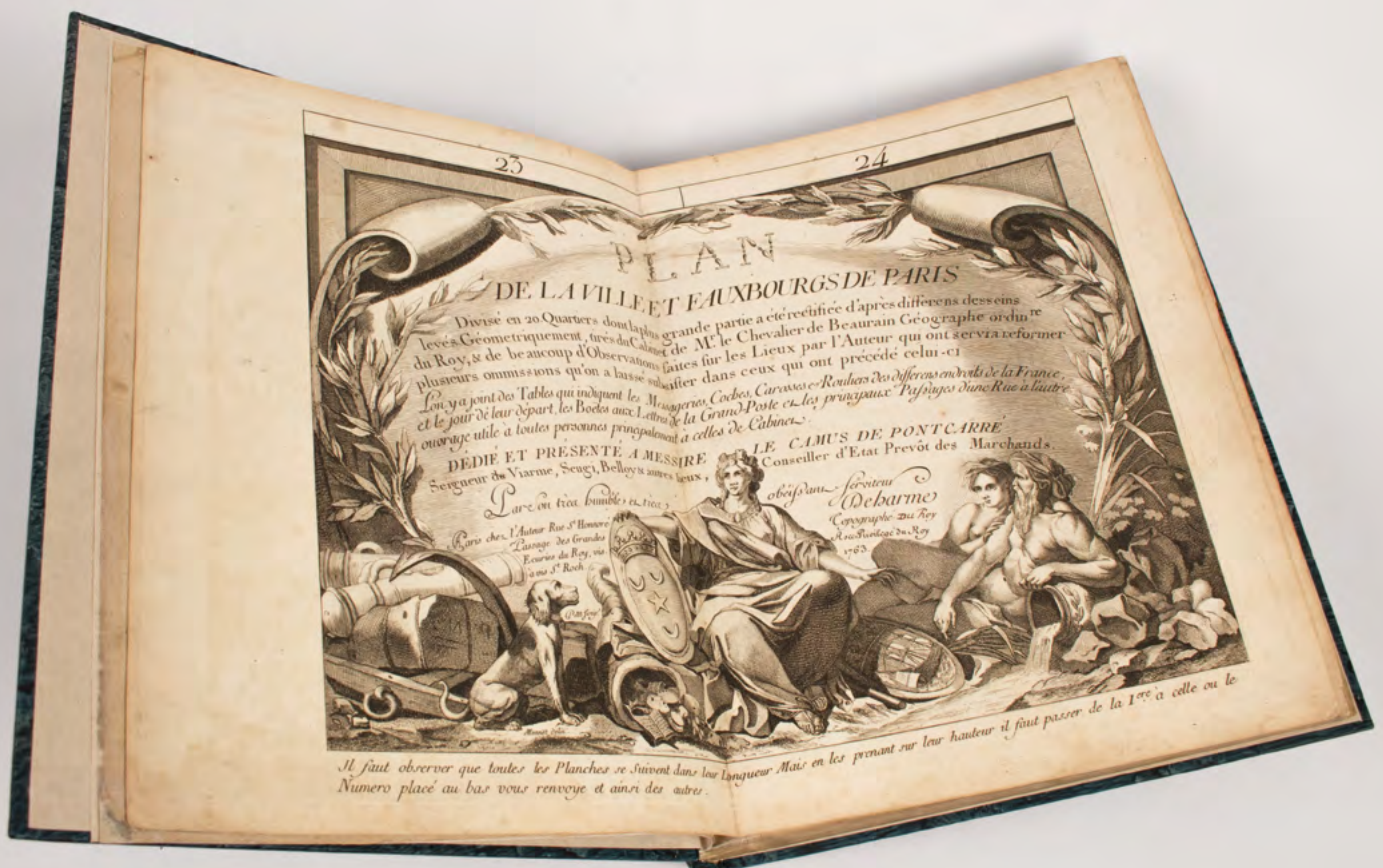 23
24
PLAN
DE LA VILLE ET FAUXBOURGS DE PARIS
Divisé en 20 Quartiers dont la plus grande partie a été rectifiée d'après différens desseins
levés Géometriquement, tirés du Cabinet de Mr. le Chevalier de Beaurain Géographe ordinre
du Roy, & de beaucoup d'Observations faites sur les Lieux par l'Auteur qui ont servi a reformer
plusieurs ommissions qu'on a laissé subsister dans ceux qui ont précédé celui-ci
L'on y a joint des Tables qui indiquent les Messageries, Coches, Carosses et Rouliers des differens endroits de la France,
et le jour de leur départ, les Boetes aux Lettres de la Grand-Poste et les principaux Passages d'une Rue a l'autre
ouvrage utile a toutes personnes principalement a celles de Cabinet.
DÉDIÉ ET PRESENTÉ A MESSIRE LE CAMUS DE PONTCARRÉ
Seigneur de Viarme, Seugi, Belloy & autres lieux, Conseiller d'Etat Prevôt des Marchands.
Par son très humble et très obéissant Serviteur
Deharme
Topographe Du Roy
A
Privilége du Roy
1763.
Paris chez l'Auteur Rue St. Honoré
Passage des Grandes
Ecuries du Roy, vis-
a vis St. Roch
Il faut observer que toutes les Planches se Suivent dans leur Longueur Mais en les prenant sur leur hauteur il faut passer de la 1ere a celle ou le
Numero placé au bas vous renvoye et ainsi des autres.